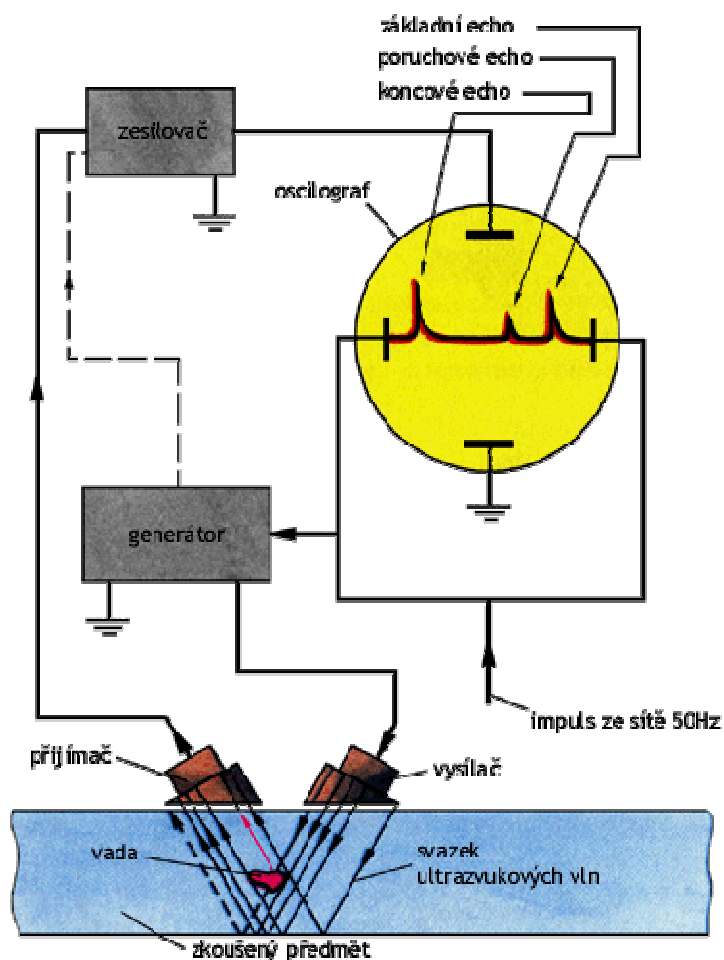 základní echo
poruchové echo
koncové echo
zesilovač
oscilograf
generátor
impuls ze sítě 50Hz
přijímač
vysílač
vada
svazek
ultrazvukových vln
zkoušený předmět